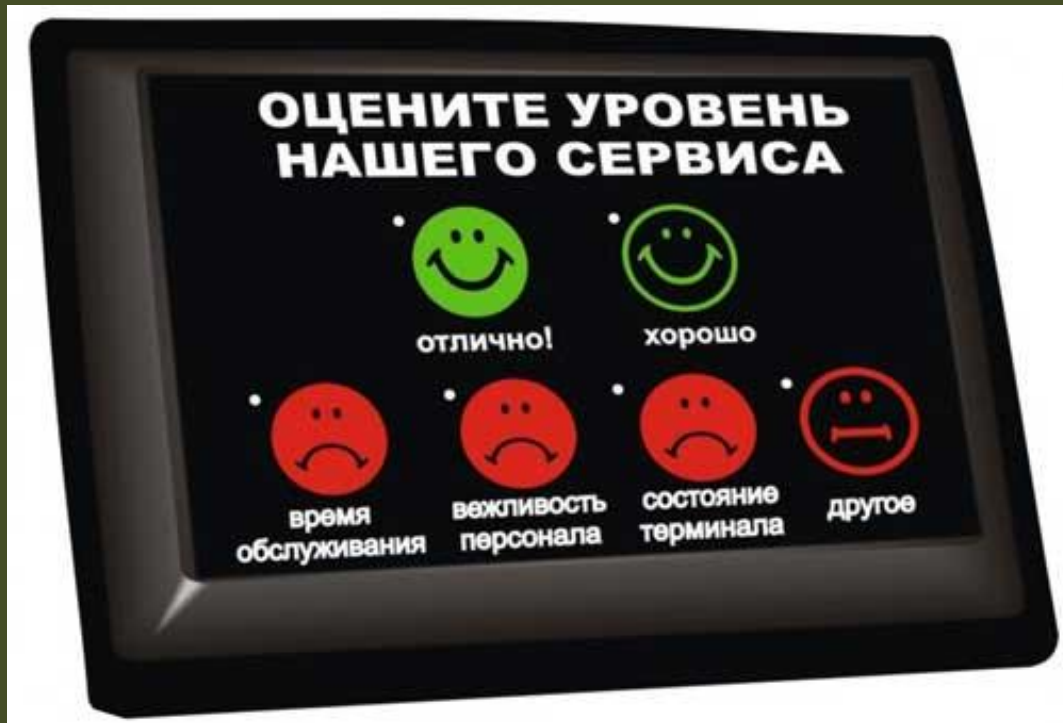 ОЦЕНИТЕ УРОВЕНЬ
НАШЕГО СЕРВИСА
отлично!
хорошо
время
обслуживания
вежливость
персонала
состояние
терминала
другое